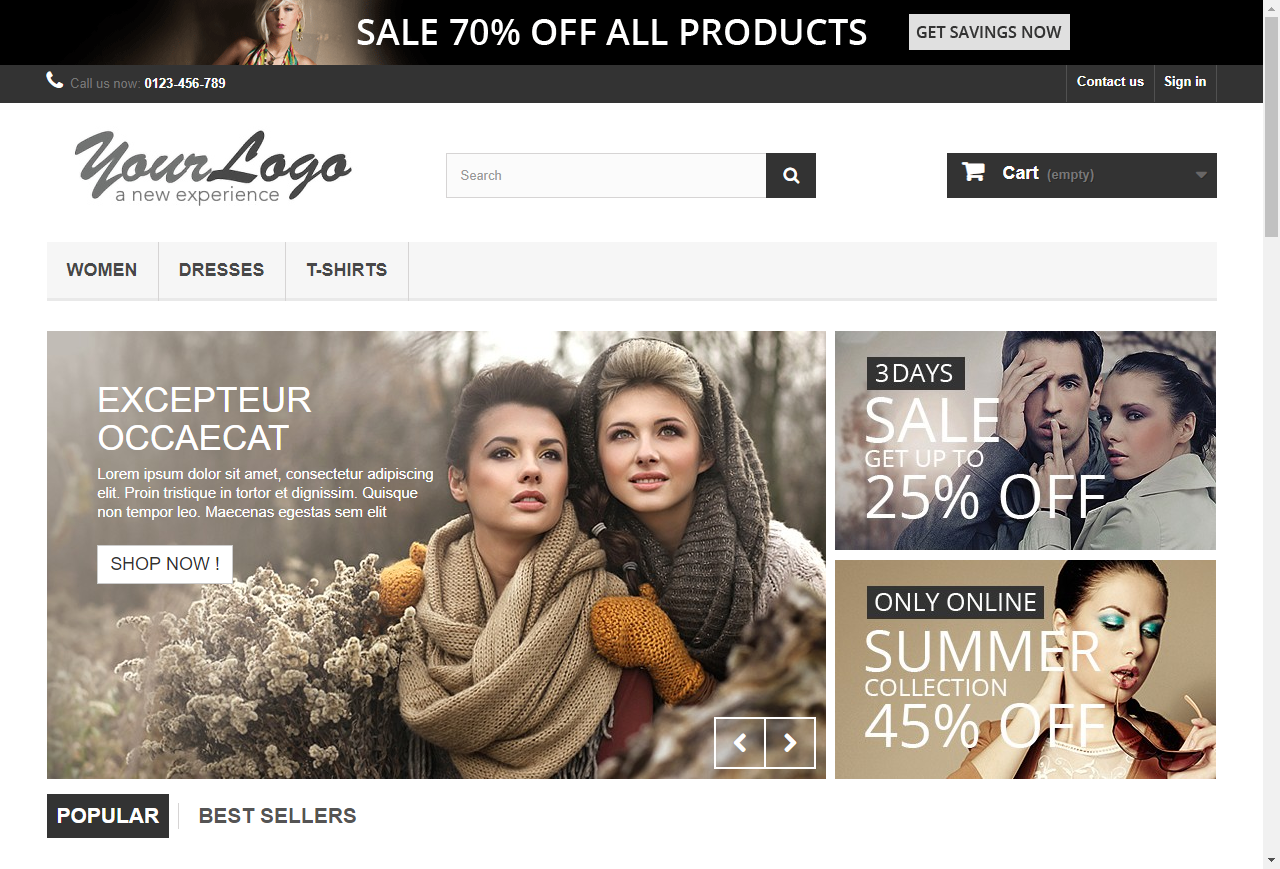 SALE 70% OFF ALL PRODUCTS
GET SAVINGS NOW
Call us now: 0123-456-789
Contact us
Sign in
YourLogo
a new experience
Search
Cart (empty)
WOMEN
DRESSES
T-SHIRTS
EXCEPTEUR
OCCAECAT
Lorem ipsum dolor sit amet, consectetur adipiscing
elit. Proin tristique in tortor et dignissim. Quisque
non tempor leo. Maecenas egestas sem elit
SHOP NOW !
3 DAYS
SALE
GET UP TO
25% OFF
ONLY ONLINE
SUMMER
COLLECTION
45% OFF
POPULAR
BEST SELLERS